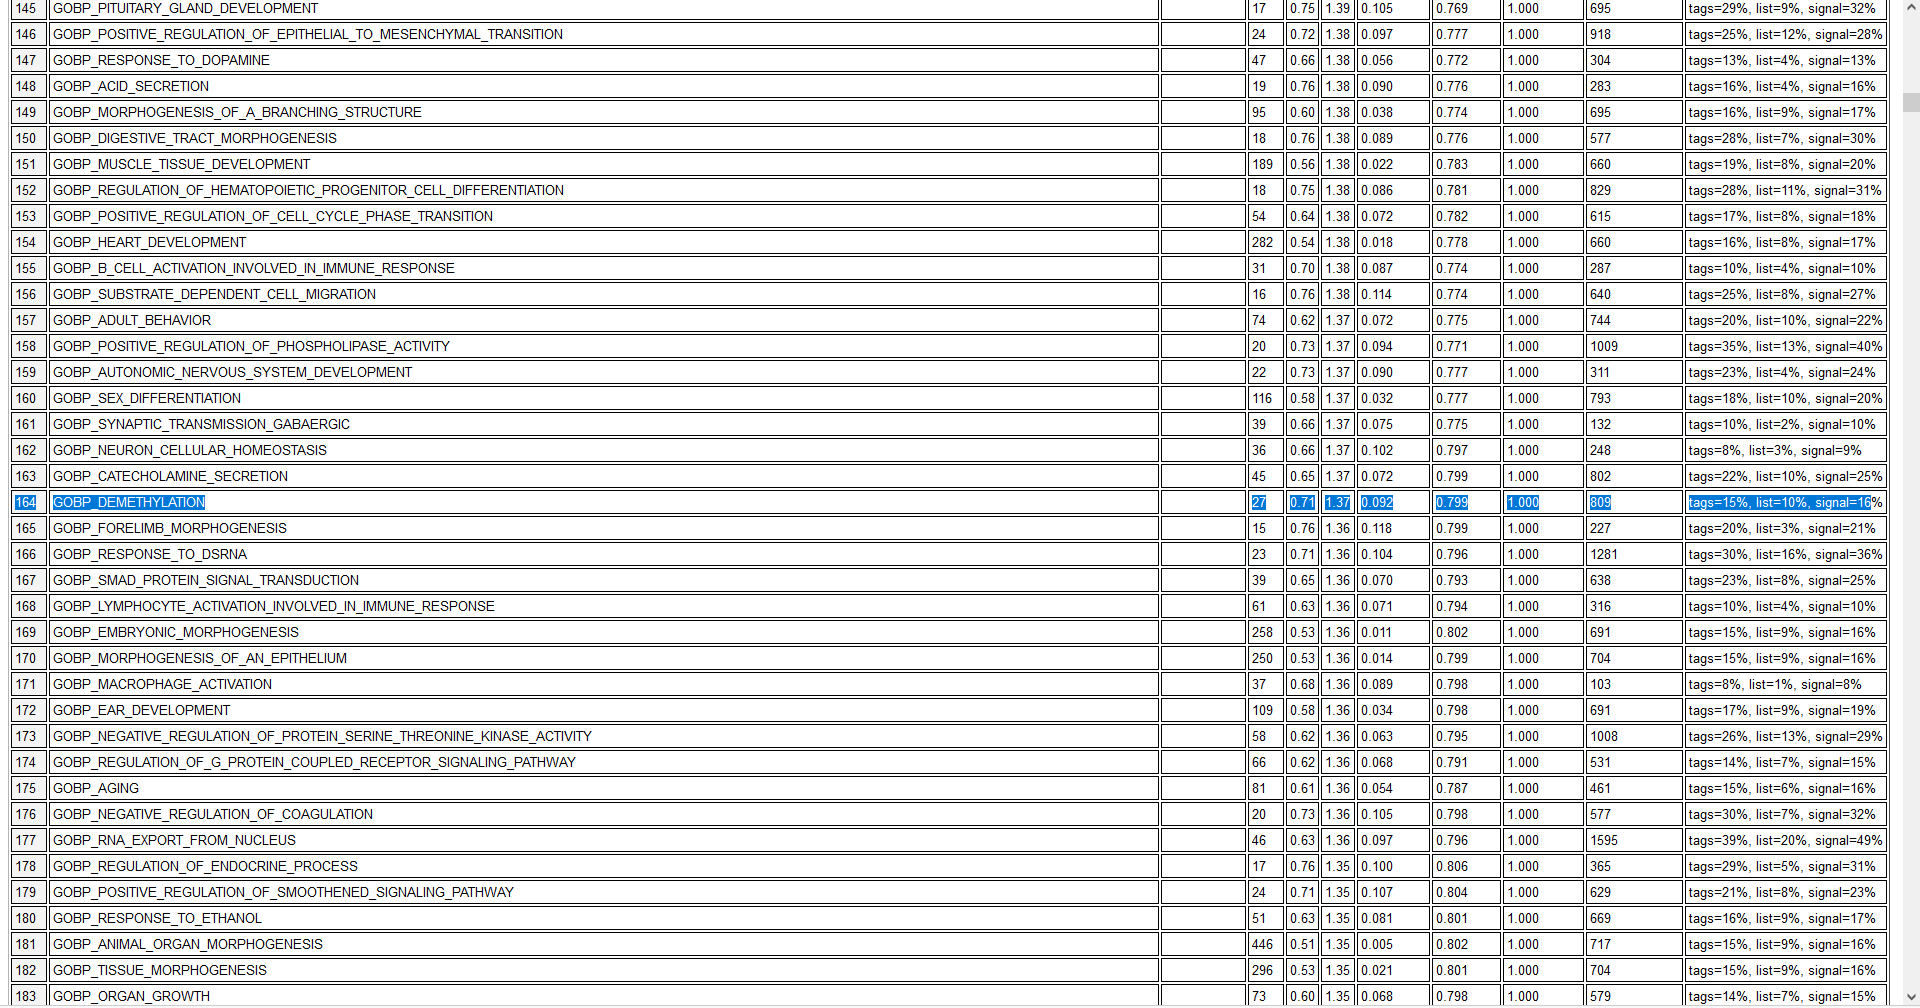 145 GOBP_PITUITARY_GLAND_DEVELOPMENT 17 0.75 1.39 0.105 0.769 1.000 695 tags=29%, list=9%, signal=32%
146 GOBP_POSITIVE_REGULATION_OF_EPITHELIAL_TO_MESENCHYMAL_TRANSITION 24 0.72 1.38 0.097 0.777 1.000 918 tags=25%, list=12%, signal=28%
147 GOBP_RESPONSE_TO_DOPAMINE 47 0.66 1.38 0.056 0.772 1.000 304 tags=13%, list=4%, signal=13%
148 GOBP_ACID_SECRETION 19 0.76 1.38 0.090 0.776 1.000 283 tags=16%, list=4%, signal=16%
149 GOBP_MORPHOGENESIS_OF_A_BRANCHING_STRUCTURE 95 0.60 1.38 0.038 0.774 1.000 695 tags=16%, list=9%, signal=17%
150 GOBP_DIGESTIVE_TRACT_MORPHOGENESIS 18 0.76 1.38 0.089 0.776 1.000 577 tags=28%, list=7%, signal=30%
151 GOBP_MUSCLE_TISSUE_DEVELOPMENT 189 0.56 1.38 0.022 0.783 1.000 660 tags=19%, list=8%, signal=20%
152 GOBP_REGULATION_OF_HEMATOPOIETIC_PROGENITOR_CELL_DIFFERENTIATION 18 0.75 1.38 0.086 0.781 1.000 829 tags=28%, list=11%, signal=31%
153 GOBP_POSITIVE_REGULATION_OF_CELL_CYCLE_PHASE_TRANSITION 54 0.64 1.38 0.072 0.782 1.000 615 tags=17%, list=8%, signal=18%
154 GOBP_HEART_DEVELOPMENT 282 0.54 1.38 0.018 0.778 1.000 660 tags=16%, list=8%, signal=17%
155 GOBP_B_CELL_ACTIVATION_INVOLVED_IN_IMMUNE_RESPONSE 31 0.70 1.38 0.087 0.774 1.000 287 tags=10%, list=4%, signal=10%
156 GOBP_SUBSTRATE_DEPENDENT_CELL_MIGRATION 16 0.76 1.38 0.114 0.774 1.000 640 tags=25%, list=8%, signal=27%
157 GOBP_ADULT_BEHAVIOR 74 0.62 1.37 0.072 0.775 1.000 744 tags=20%, list=10%, signal=22%
158 GOBP_POSITIVE_REGULATION_OF_PHOSPHOLIPASE_ACTIVITY 20 0.73 1.37 0.094 0.771 1.000 1009 tags=35%, list=13%, signal=40%
159 GOBP_AUTONOMIC_NERVOUS_SYSTEM_DEVELOPMENT 22 0.73 1.37 0.090 0.777 1.000 311 tags=23%, list=4%, signal=24%
160 GOBP_SEX_DIFFERENTIATION 116 0.58 1.37 0.032 0.777 1.000 793 tags=18%, list=10%, signal=20%
161 GOBP_SYNAPTIC_TRANSMISSION_GABAERGIC 39 0.66 1.37 0.075 0.775 1.000 132 tags=10%, list=2%, signal=10%
162 GOBP_NEURON_CELLULAR_HOMEOSTASIS 36 0.66 1.37 0.102 0.797 1.000 248 tags=8%, list=3%, signal=9%
163 GOBP_CATECHOLAMINE_SECRETION 45 0.65 1.37 0.072 0.799 1.000 802 tags=22%, list=10%, signal=25%
164 GOBP_DEMETHYLATION 27 0.71 1.37 0.092 0.799 1.000 809 tags=15%, list=10%, signal=16%
165 GOBP_FORELIMB_MORPHOGENESIS 15 0.76 1.36 0.118 0.799 1.000 227 tags=20%, list=3%, signal=21%
166 GOBP_RESPONSE_TO_DSRNA 23 0.71 1.36 0.104 0.796 1.000 1281 tags=30%, list=16%, signal=36%
167 GOBP_SMAD_PROTEIN_SIGNAL_TRANSDUCTION 39 0.65 1.36 0.070 0.793 1.000 638 tags=23%, list=8%, signal=25%
168 GOBP_LYMPHOCYTE_ACTIVATION_INVOLVED_IN_IMMUNE_RESPONSE 61 0.63 1.36 0.071 0.794 1.000 316 tags=10%, list=4%, signal=10%
169 GOBP_EMBRYONIC_MORPHOGENESIS 258 0.53 1.36 0.011 0.802 1.000 691 tags=15%, list=9%, signal=16%
170 GOBP_MORPHOGENESIS_OF_AN_EPITHELIUM 250 0.53 1.36 0.014 0.799 1.000 704 tags=15%, list=9%, signal=16%
171 GOBP_MACROPHAGE_ACTIVATION 37 0.68 1.36 0.089 0.798 1.000 103 tags=8%, list=1%, signal=8%
172 GOBP_EAR_DEVELOPMENT 109 0.58 1.36 0.034 0.798 1.000 691 tags=17%, list=9%, signal=19%
173 GOBP_NEGATIVE_REGULATION_OF_PROTEIN_SERINE_THREONINE_KINASE_ACTIVITY 58 0.62 1.36 0.063 0.795 1.000 1008 tags=26%, list=13%, signal=29%
174 GOBP_REGULATION_OF_G_PROTEIN_COUPLED_RECEPTOR_SIGNALING_PATHWAY 66 0.62 1.36 0.068 0.791 1.000 531 tags=14%, list=7%, signal=15%
175 GOBP_AGING 81 0.61 1.36 0.054 0.787 1.000 461 tags=15%, list=6%, signal=16%
176 GOBP_NEGATIVE_REGULATION_OF_COAGULATION 20 0.73 1.36 0.105 0.798 1.000 577 tags=30%, list=7%, signal=32%
177 GOBP_RNA_EXPORT_FROM_NUCLEUS 46 0.63 1.36 0.097 0.796 1.000 1595 tags=39%, list=20%, signal=49%
178 GOBP_REGULATION_OF_ENDOCRINE_PROCESS 17 0.76 1.35 0.100 0.806 1.000 365 tags=29%, list=5%, signal=31%
179 GOBP_POSITIVE_REGULATION_OF_SMOOTHENED_SIGNALING_PATHWAY 24 0.71 1.35 0.107 0.804 1.000 629 tags=21%, list=8%, signal=23%
180 GOBP_RESPONSE_TO_ETHANOL 51 0.63 1.35 0.081 0.801 1.000 669 tags=16%, list=9%, signal=17%
181 GOBP_ANIMAL_ORGAN_MORPHOGENESIS 446 0.51 1.35 0.005 0.802 1.000 717 tags=15%, list=9%, signal=16%
182 GOBP_TISSUE_MORPHOGENESIS 296 0.53 1.35 0.021 0.801 1.000 704 tags=15%, list=9%, signal=16%
183 GOBP_ORGAN_GROWTH 73 0.60 1.35 0.068 0.798 1.000 579 tags=14%, list=7%, signal=15%